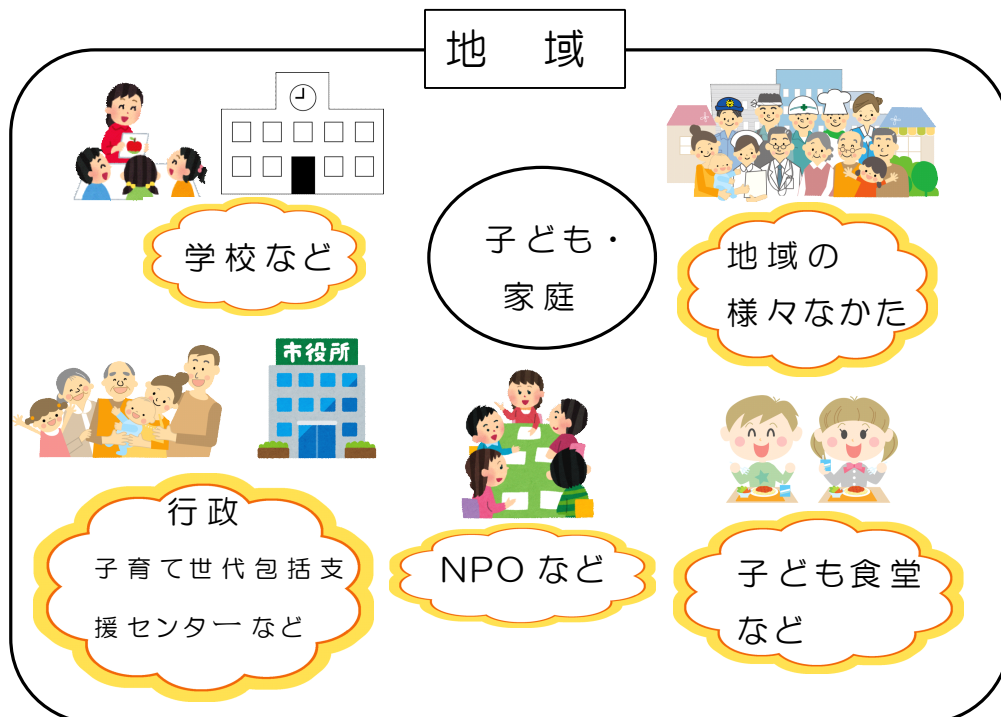 地域
学校など
子ども・
家庭
地域の
様々なかた
市役所
行政
子育て世代包括支
援センターなど
NPOなど
子ども食堂
など